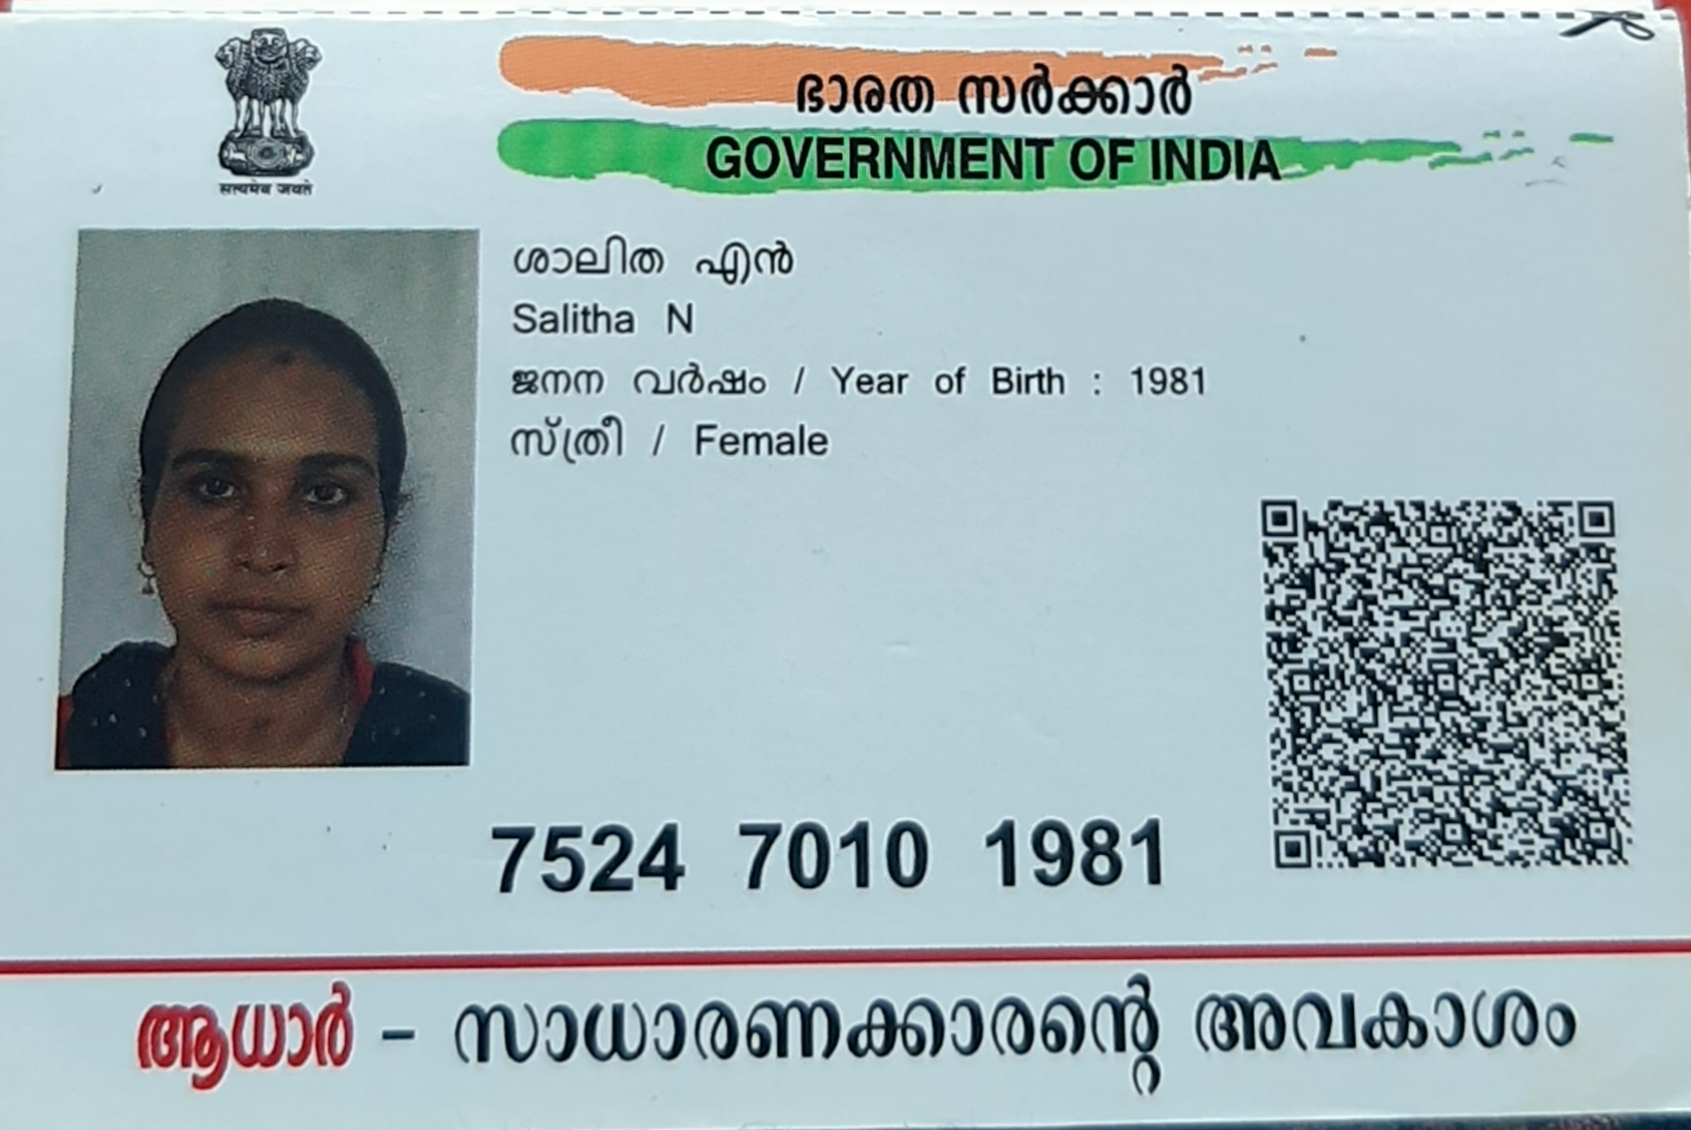 सत्यमेव जयते
ഭാരത സർക്കാർ
GOVERNMENT OF INDIA
ശാലിത എൻ
Salitha N
ജനന വർഷം / Year of Birth : 1981
സ്ത്രീ / Female
7524 7010 1981
ആധാർ - സാധാരണക്കാരന്റെ അവകാശം